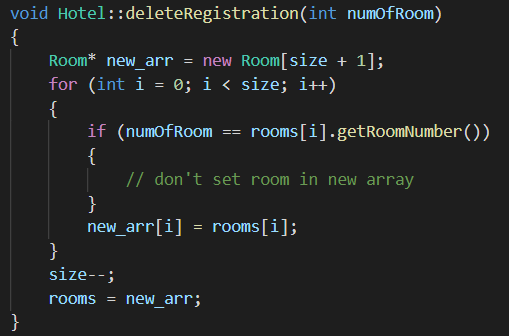 void Hotel::deleteRegistration(int numOfRoom)
{
    Room* new_arr = new Room[size + 1];
    for (int i = 0; i < size; i++)
    {
        if (numOfRoom == rooms[i].getRoomNumber())
        {
            // don't set room in new array
        }
        new_arr[i] = rooms[i];
    }
    size--;
    rooms = new_arr;
}